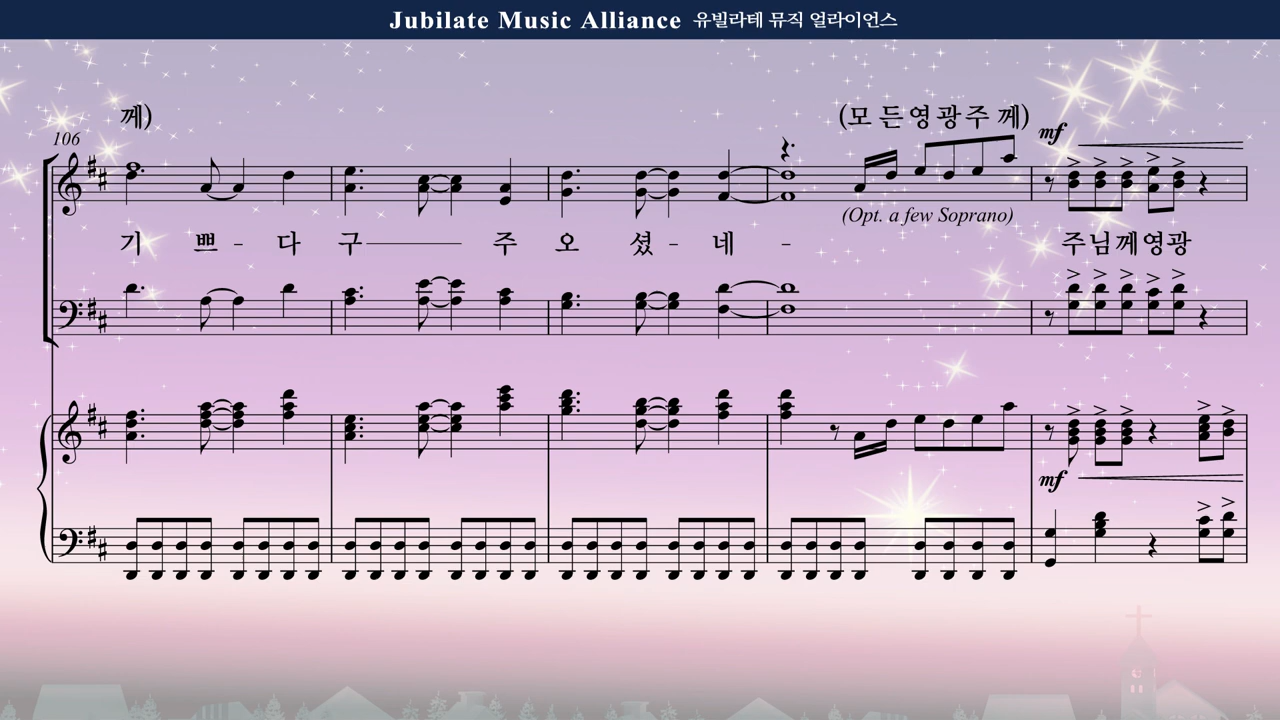 Jubilate Music Alliance 유빌라테 뮤직 얼라이언스
께) (모 든 영 광 주 께)
106 mf
(Opt. a few Soprano)
기 쁘 - 다 구 주 오 셨 - 네 - 주 님 께 영 광
mf